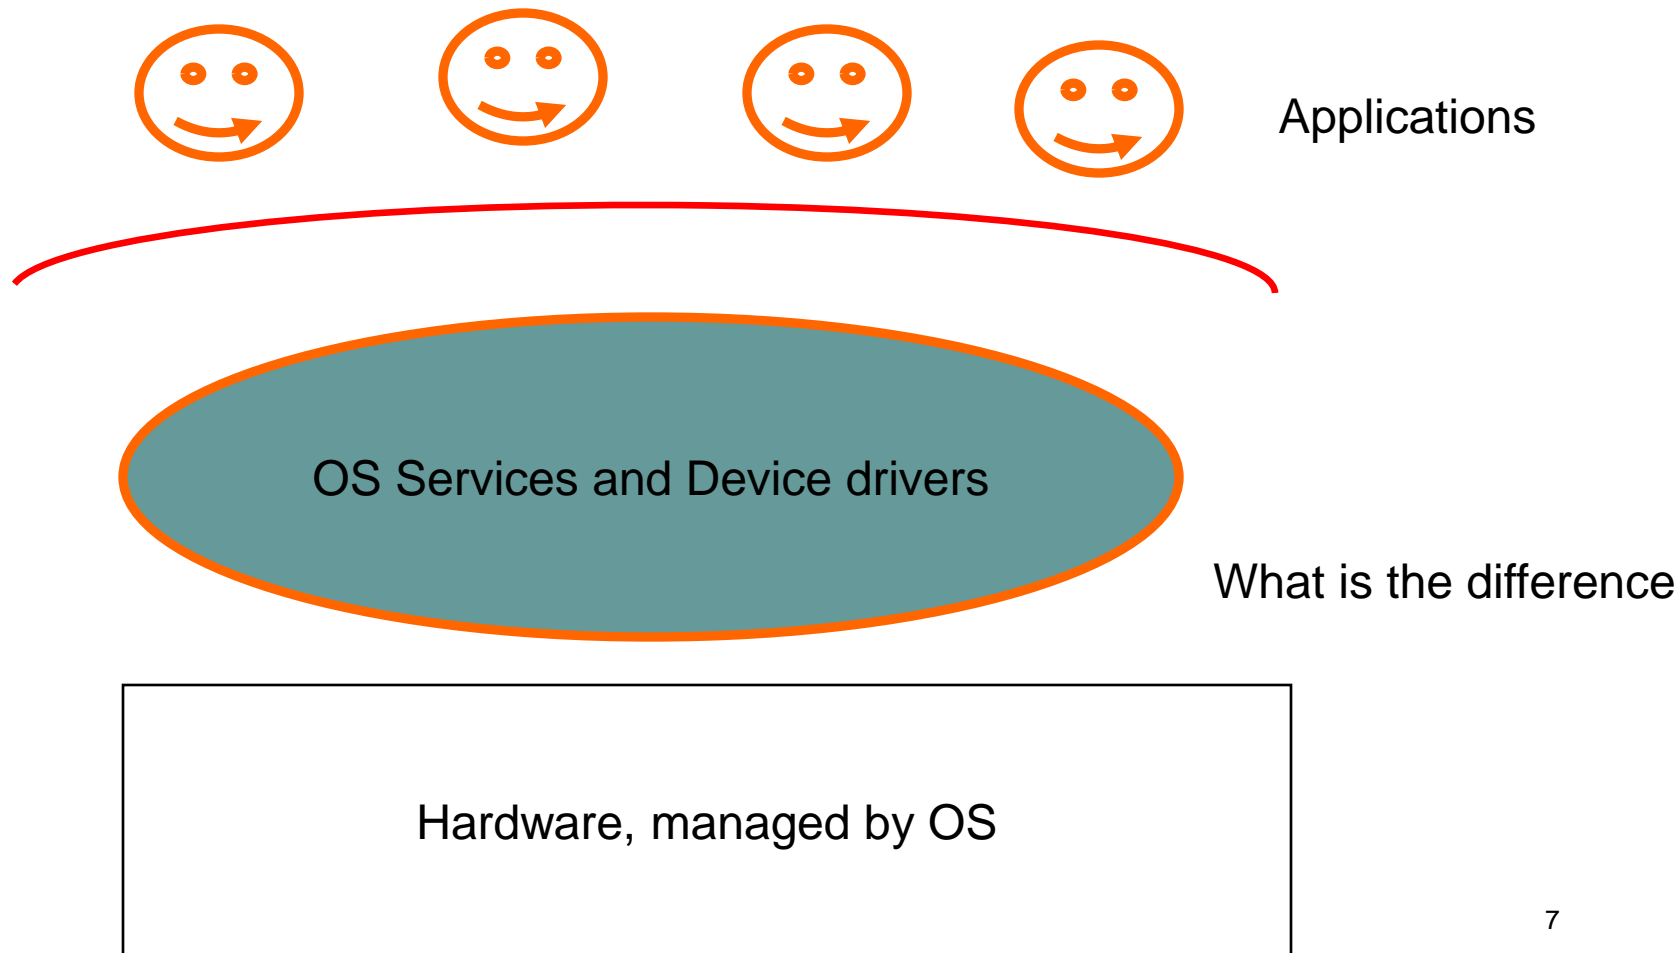 Applications
OS Services and Device drivers
What is the difference
Hardware, managed by OS
7